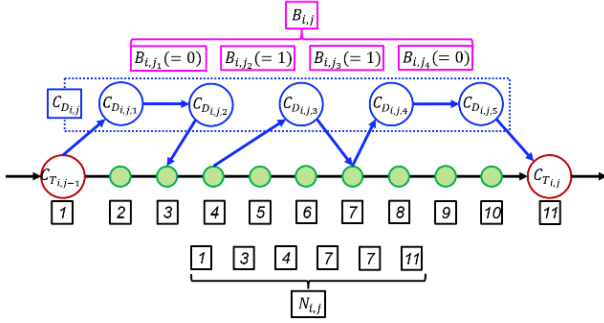 B_{i,j}
B_{i,j_1}(= 0) B_{i,j_2}(= 1) B_{i,j_3}(= 1) B_{i,j_4}(= 0)
C_{D_{i,j}} C_{D_{i,j,1}} C_{D_{i,j,2}} C_{D_{i,j,3}} C_{D_{i,j,4}} C_{D_{i,j,5}}
C_{T_{i,j-1}} C_{T_{i,j}}
1 2 3 4 5 6 7 8 9 10 11
1 3 4 7 7 11
N_{i,j}